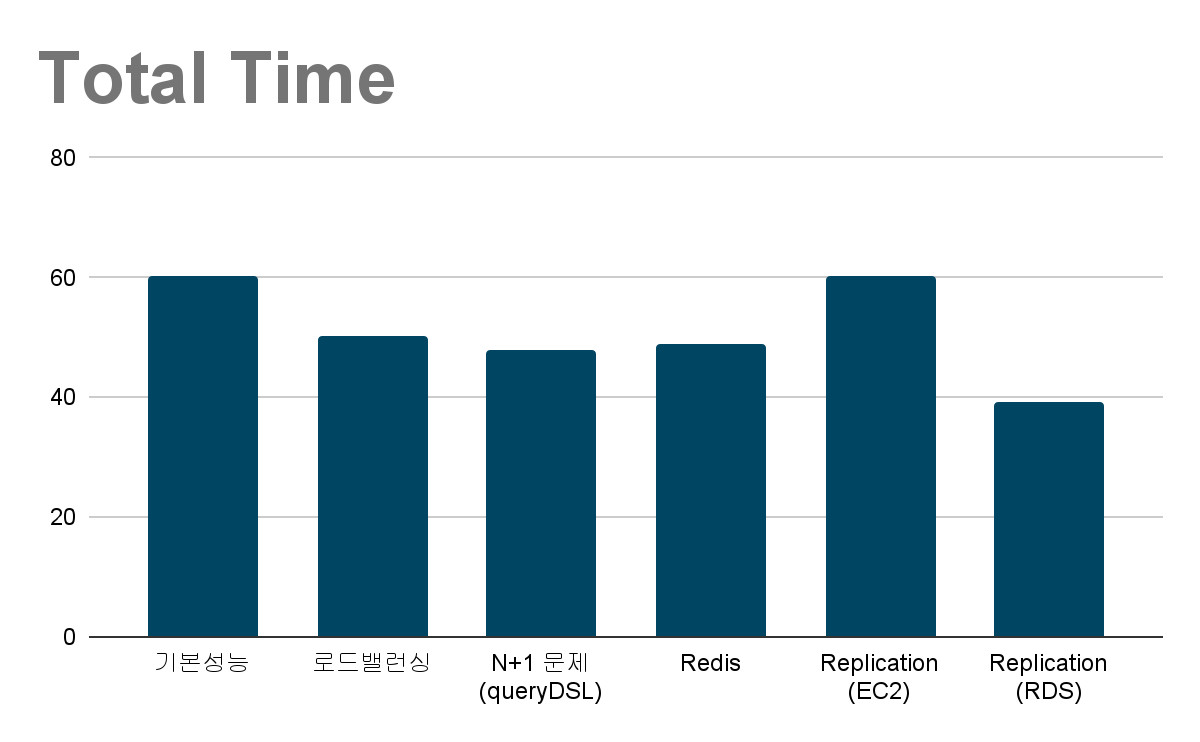 Total Time
80
60
40
20
0
기본성능
로드밸런싱
N+1 문제
(queryDSL)
Redis
Replication
(EC2)
Replication
(RDS)